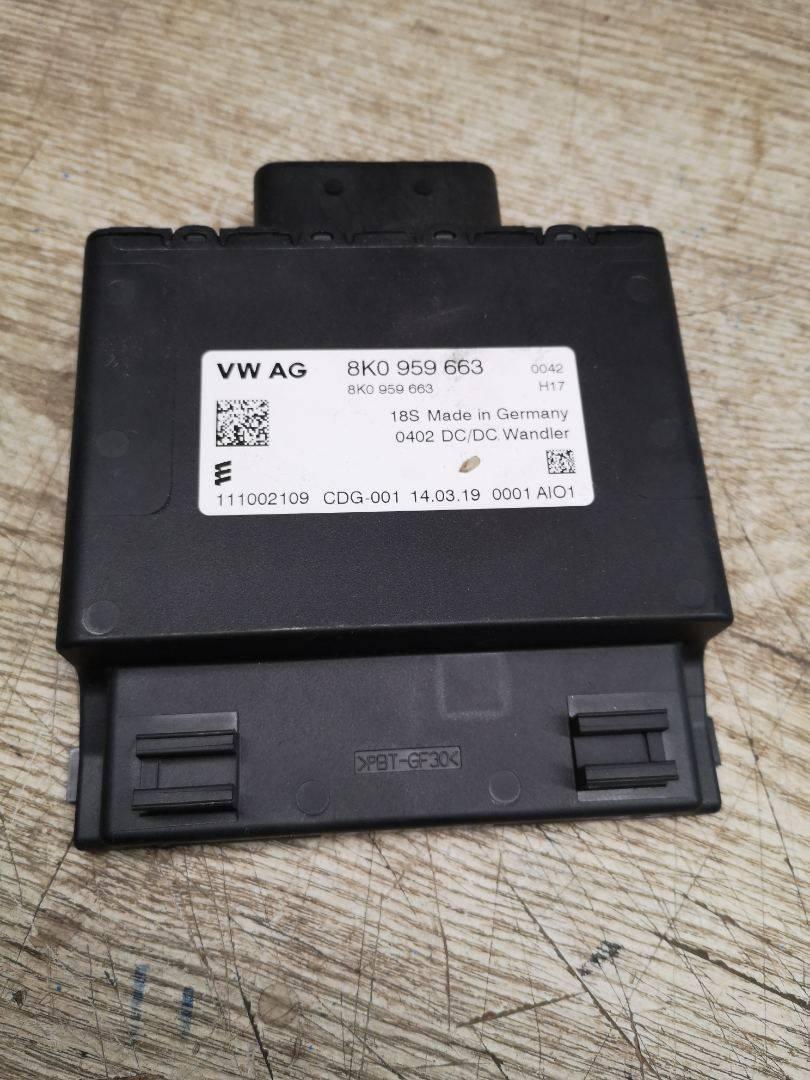 VW AG 8K0 959 663 0042
8K0 959 663 H17
18S Made in Germany
0402 DC/DC Wandler
111002109 CDG-001 14.03.19 0001 AI01
>PBT-GF30<